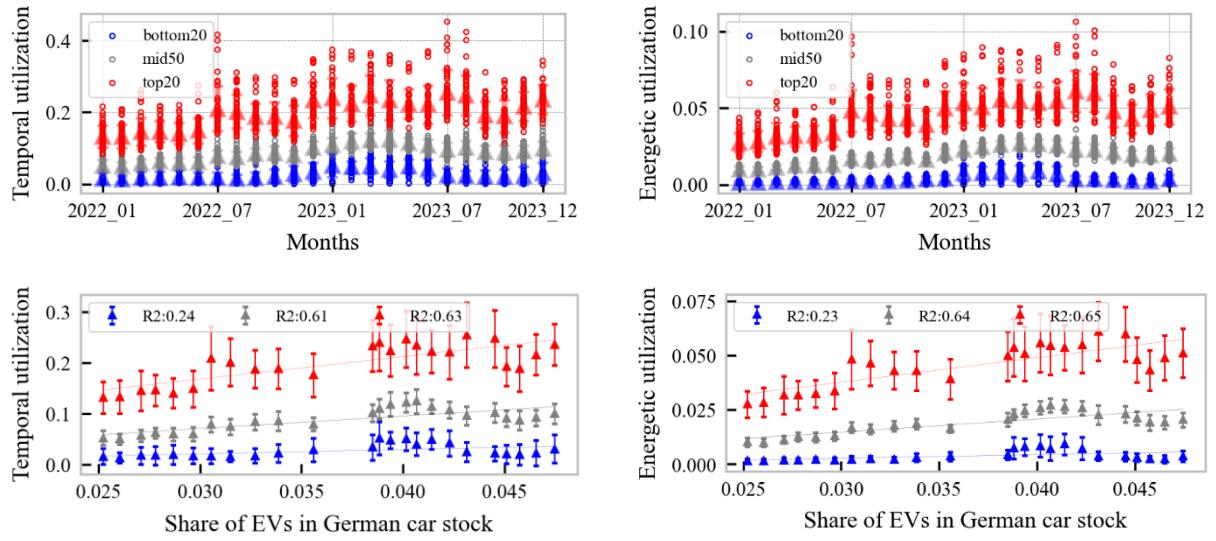 Temporal utilization
0.4
0.2
0.0
bottom20
mid50
top20
2022_01
2022_07
2023_01
2023_07
2023_12
Months
Energetic utilization
0.10
0.05
0.00
bottom20
mid50
top20
2022_01
2022_07
2023_01
2023_07
2023_12
Months
Temporal utilization
0.3
0.2
0.1
0.0
R2:0.24
R2:0.61
R2:0.63
0.025
0.030
0.035
0.040
0.045
Share of EVs in German car stock
Energetic utilization
0.075
0.050
0.025
0.000
R2:0.23
R2:0.64
R2:0.65
0.025
0.030
0.035
0.040
0.045
Share of EVs in German car stock